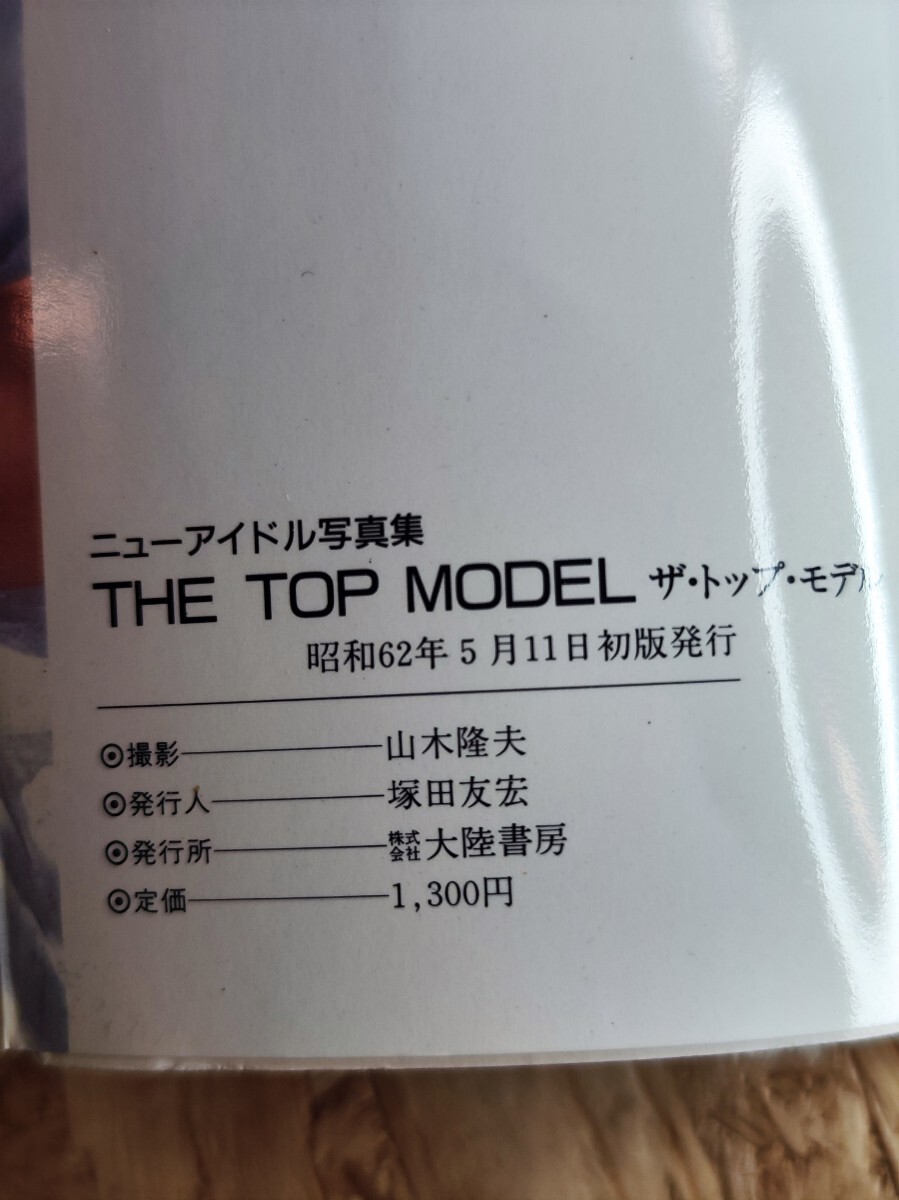 ニューアイドル写真集
THE TOP MODEL ザ・トップ・モデル
昭和62年5月11日初版発行
◉撮影――――山木隆夫
◉発行人――――塚田友宏
◉発行所――――株式会社大陸書房
◉定価――――1,300円